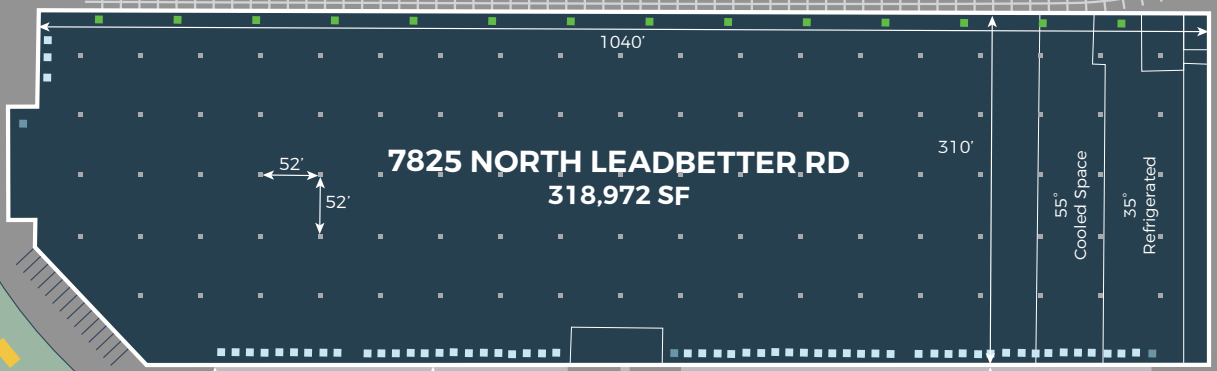 1040’
7825 NORTH LEADBETTER RD
318,972 SF
52’
52’
310’
55°
Cooled Space
35°
Refrigerated